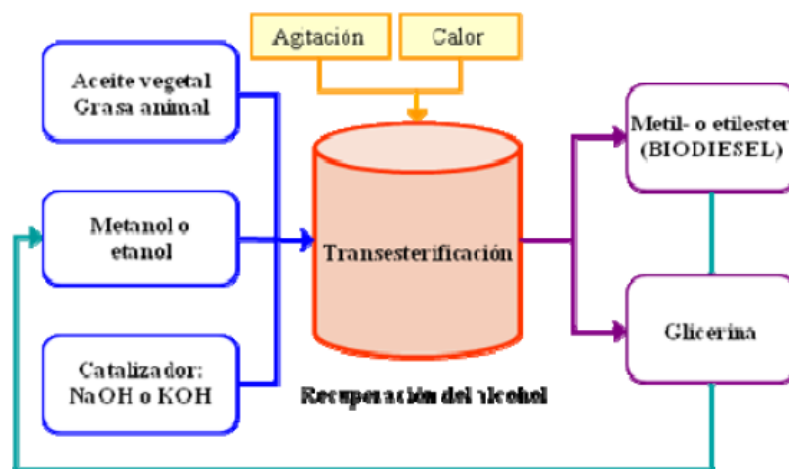 Agitación
Calor
Aceite vegetal
Grasa animal
Metanol o
etanol
Catalizador:
NaOH o KOH
Transesterificación
Metil- o etilester
(BIODIESEL)
Glicerina
Recuperación del alcohol